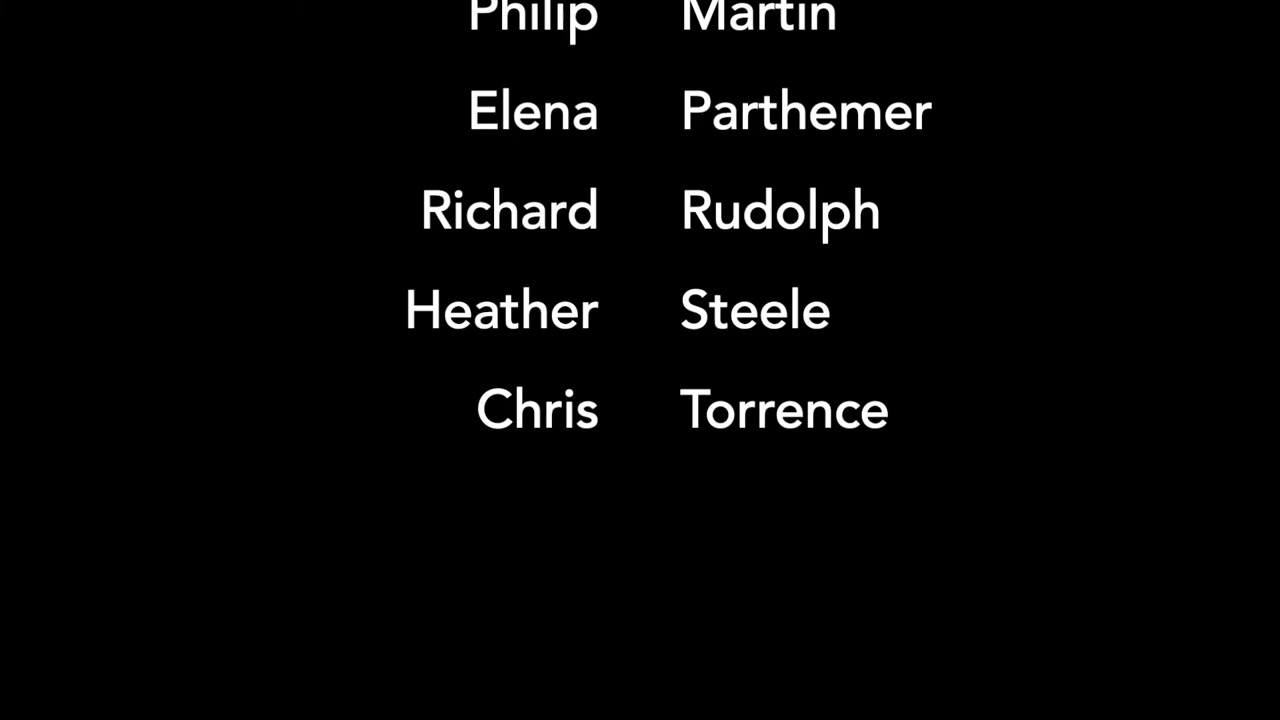 Philip Martin
Elena Parthemer
Richard Rudolph
Heather Steele
Chris Torrence